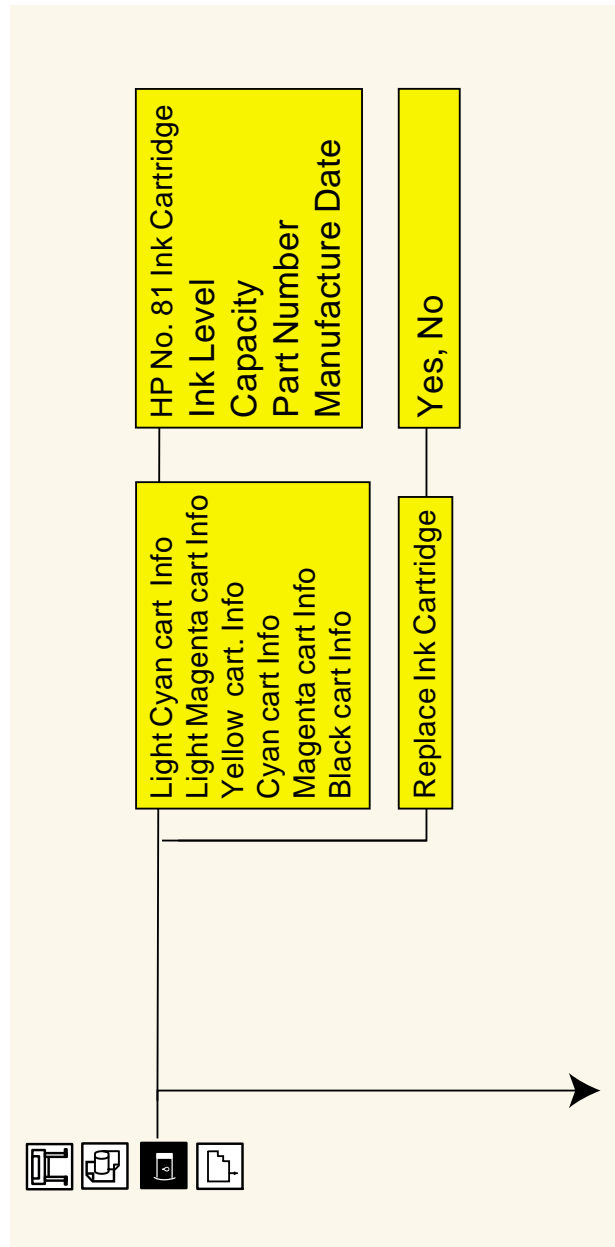 Light Cyan cart  Info
Light Magenta cart Info
Yellow  cart. Info
Cyan cart Info
Magenta cart Info
Black cart Info
HP No. 81 Ink Cartridge
Ink Level
Capacity
Part Number
Manufacture Date
Replace Ink Cartridge
Yes, No